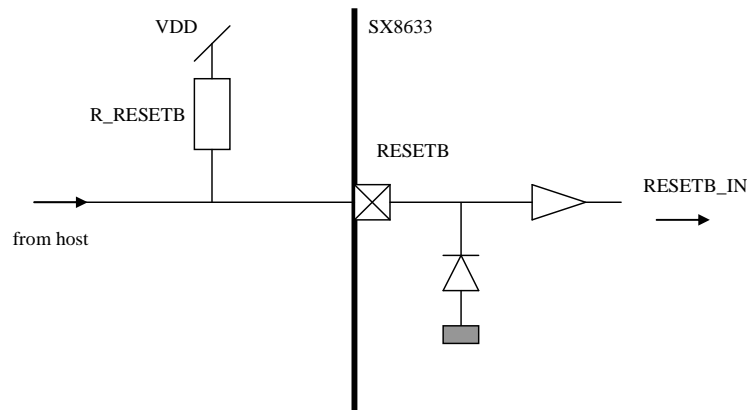 VDD
SX8633
R_RESETB
RESETB
RESETB_IN
from host